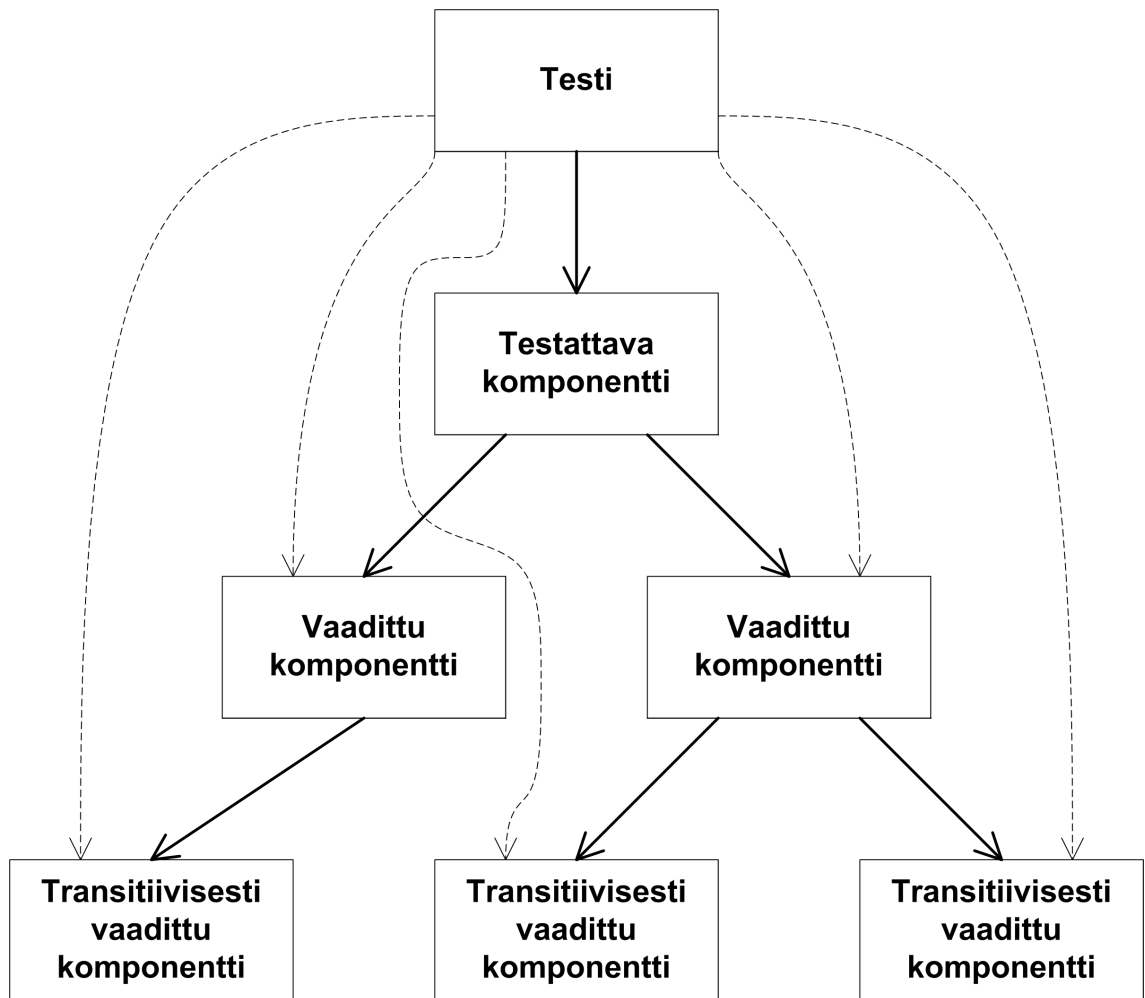 Testi
Testattava
komponentti
Vaadittu
komponentti
Vaadittu
komponentti
Transitiivisesti
vaadittu
komponentti
Transitiivisesti
vaadittu
komponentti
Transitiivisesti
vaadittu
komponentti